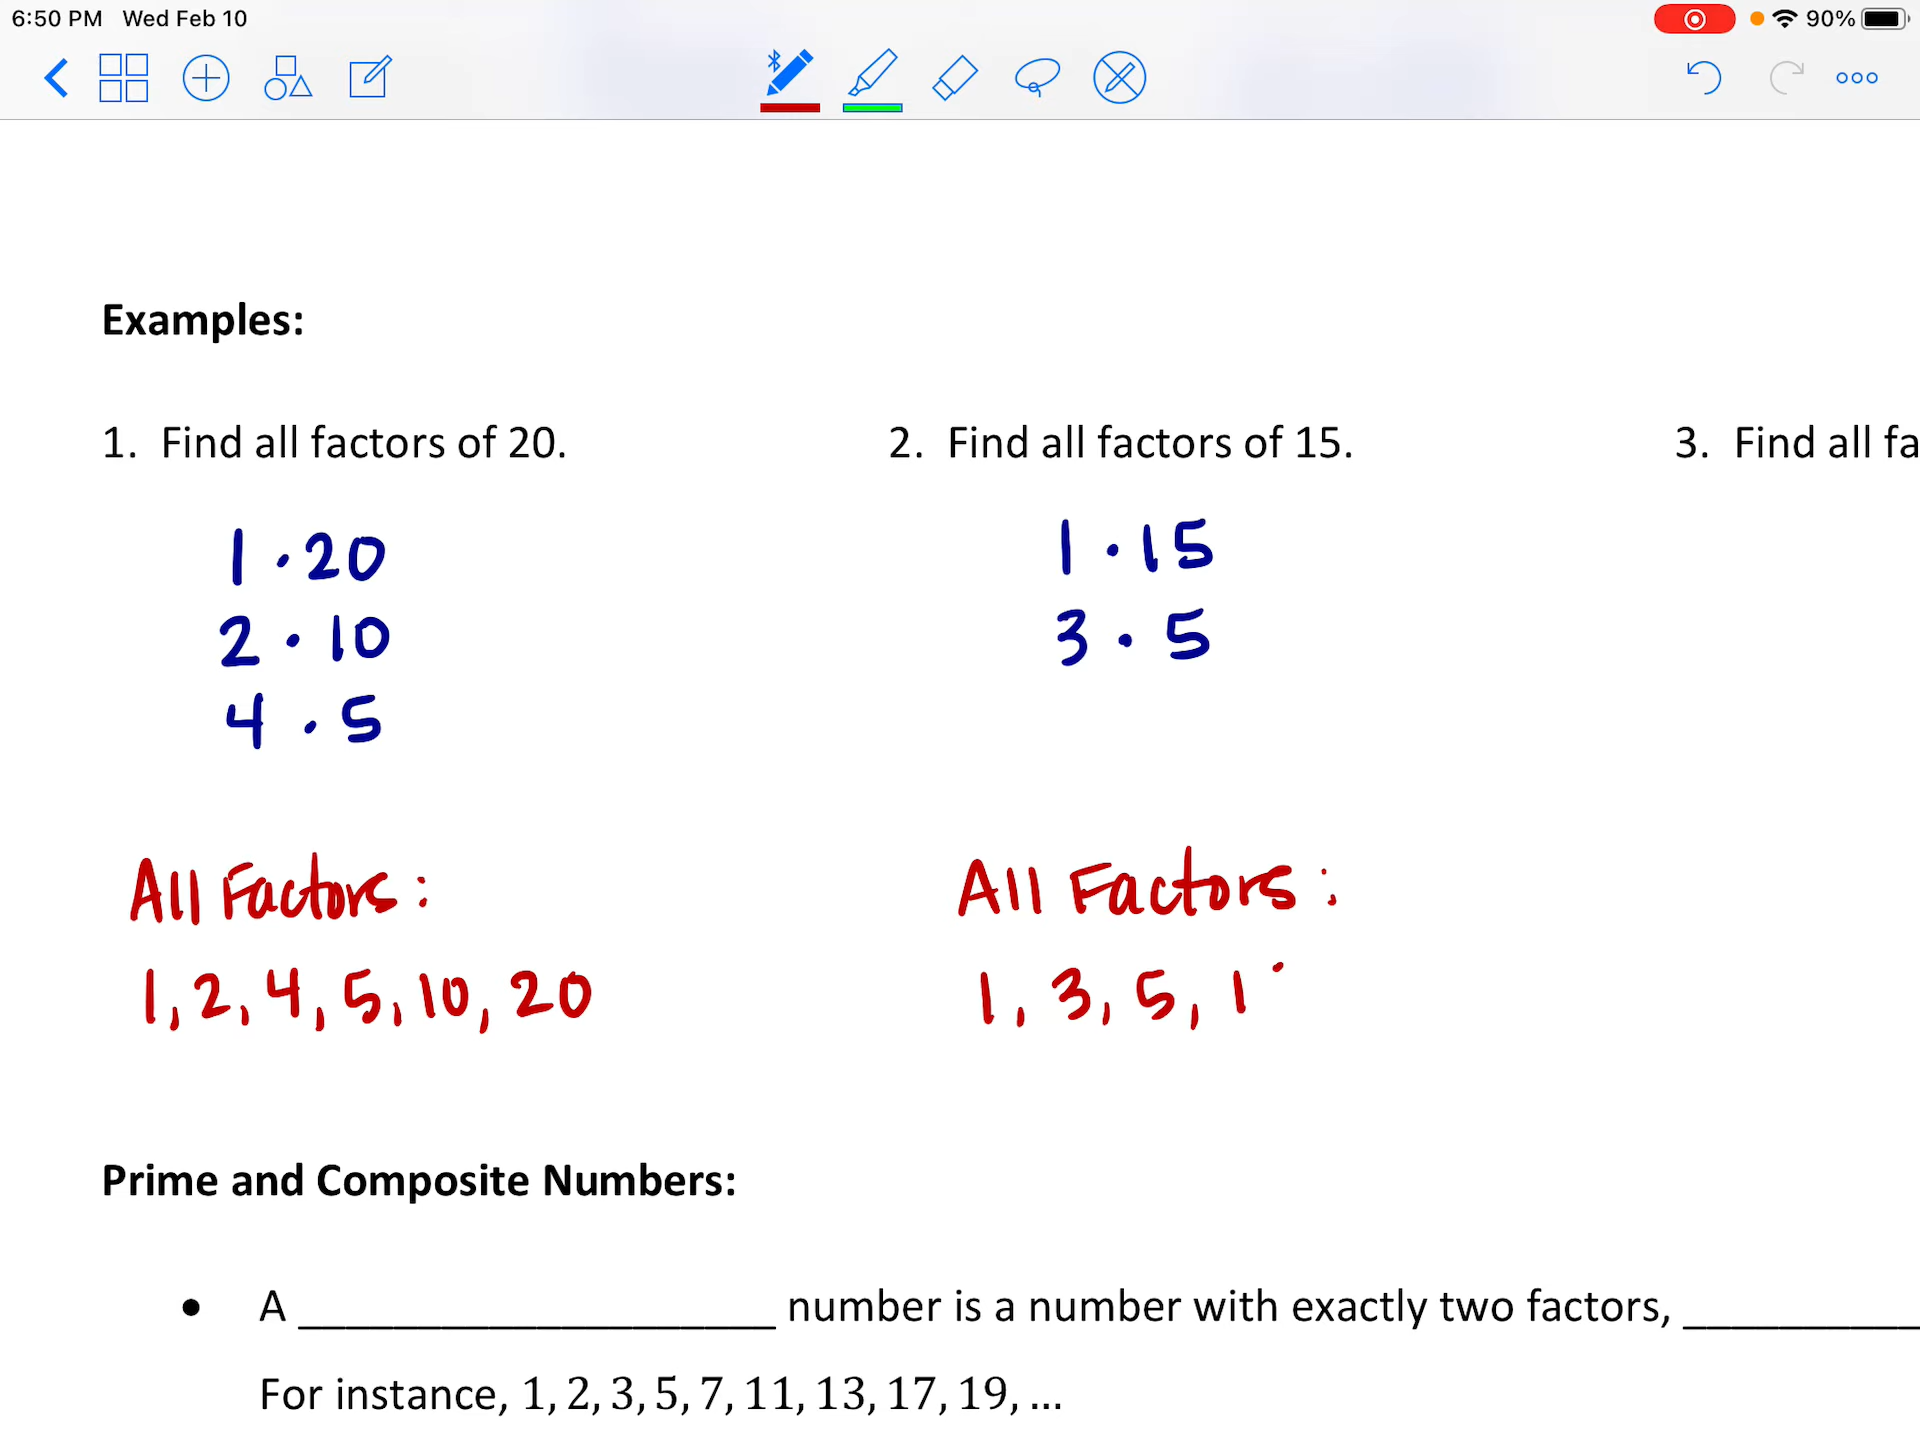 6:50 PM Wed Feb 10
90%
Examples:
1. Find all factors of 20.
2. Find all factors of 15.
3. Find all fa
1 · 20
2 · 10
4 · 5
1 · 15
3 · 5
All Factors:
1, 2, 4, 5, 10, 20
All Factors:
1, 3, 5, 1
Prime and Composite Numbers:
• A ____________________ number is a number with exactly two factors, __________
For instance, 1, 2, 3, 5, 7, 11, 13, 17, 19, ...